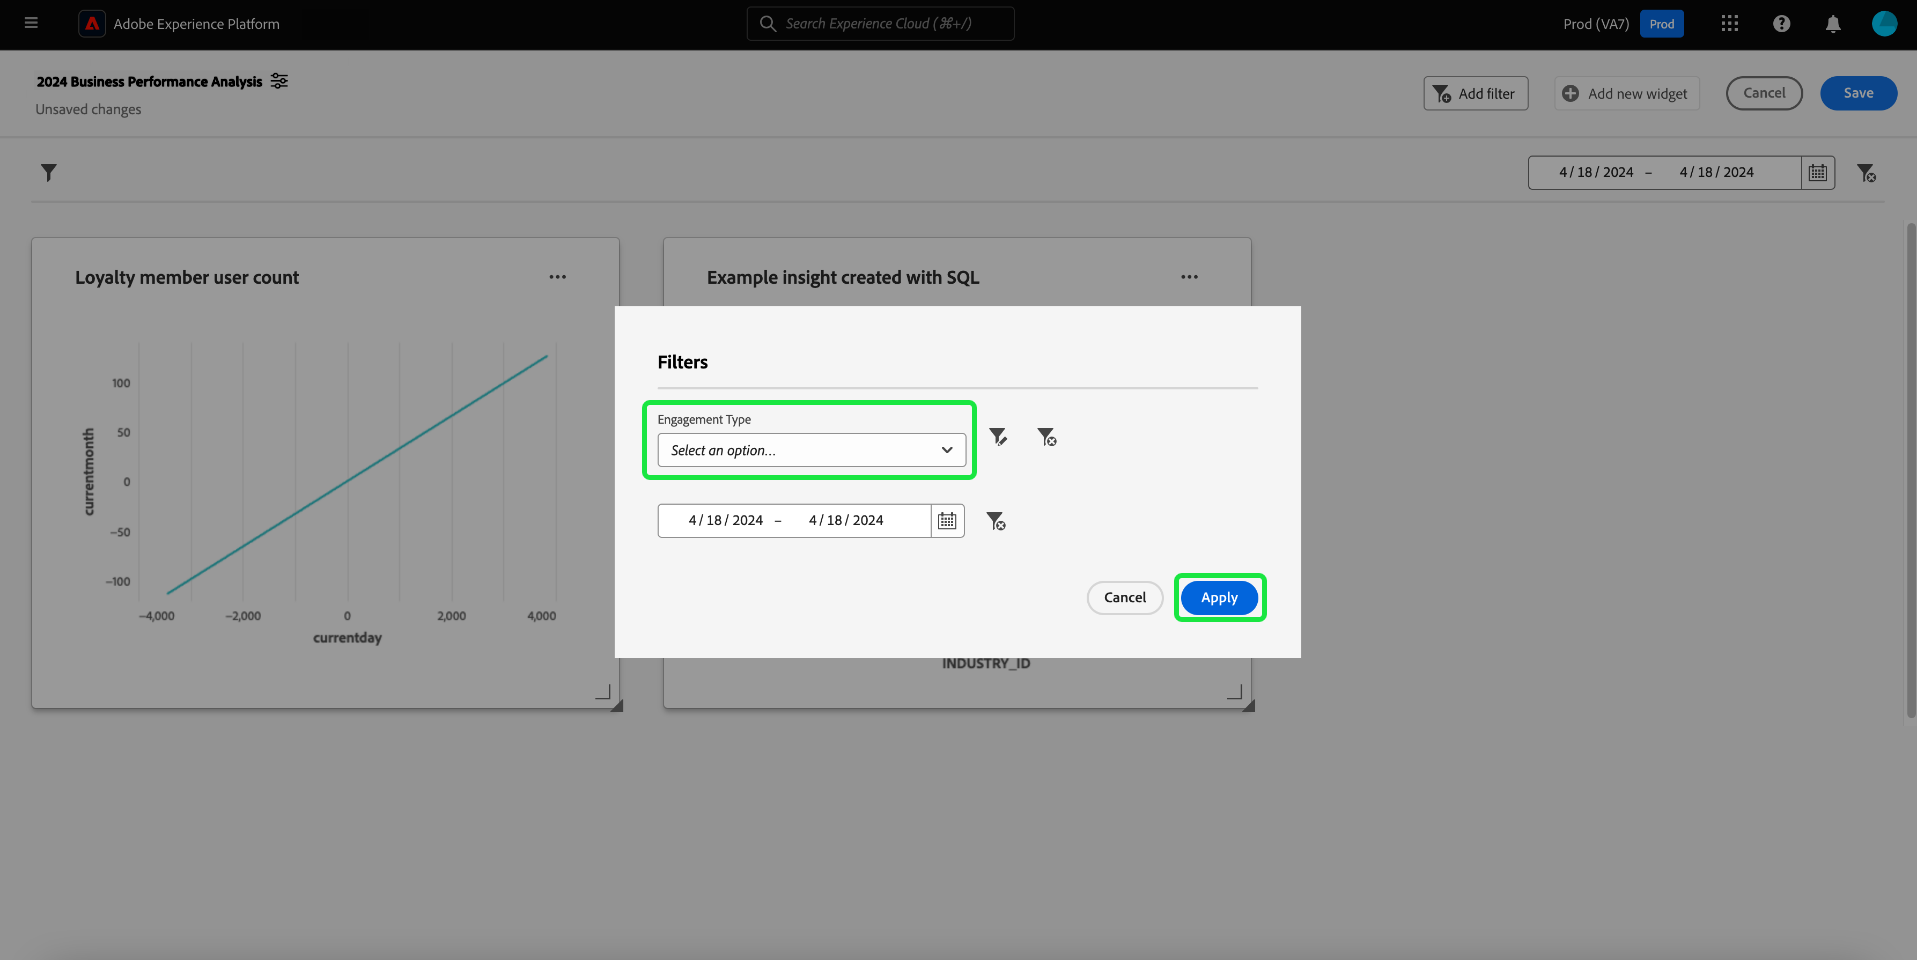 Adobe Experience Platform
Search Experience Cloud (⌘+/)
Prod (VA7)
Prod
2024 Business Performance Analysis
Unsaved changes
Add filter
Add new widget
Cancel
Save
4 / 18 / 2024 – 4 / 18 / 2024
Loyalty member user count
100
50
0
−50
−100
currentmonth
−4,000
−2,000
0
2,000
4,000
currentday
Example insight created with SQL
INDUSTRY_ID
Filters
Engagement Type
Select an option...
4 / 18 / 2024 – 4 / 18 / 2024
Cancel
Apply